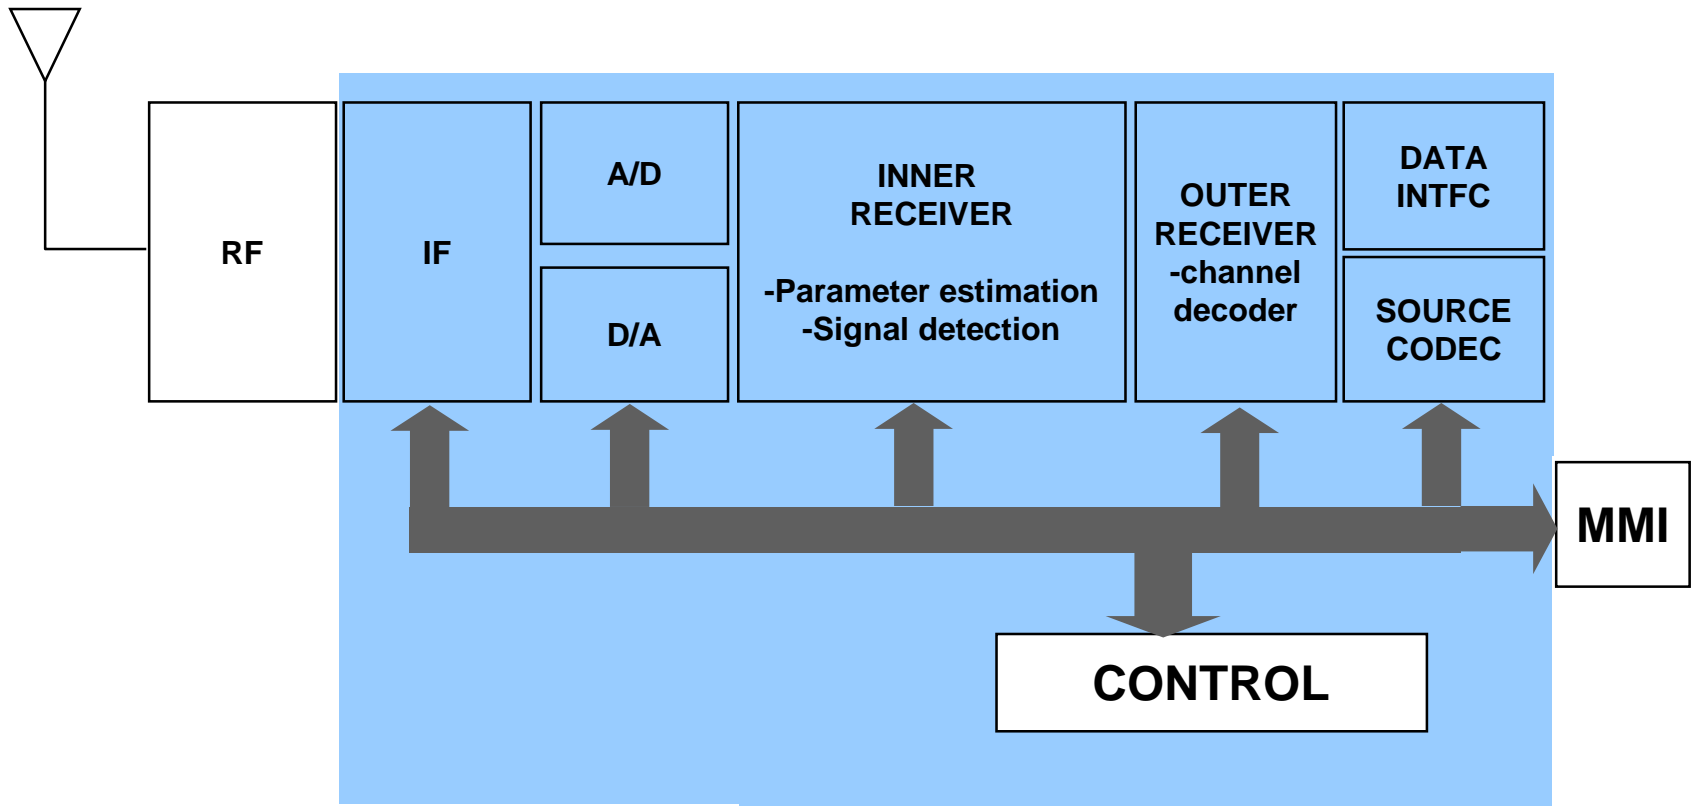 RF
IF
A/D
D/A
INNER
RECEIVER
-Parameter estimation
-Signal detection
OUTER
RECEIVER
-channel
decoder
DATA
INTFC
SOURCE
CODEC
MMI
CONTROL